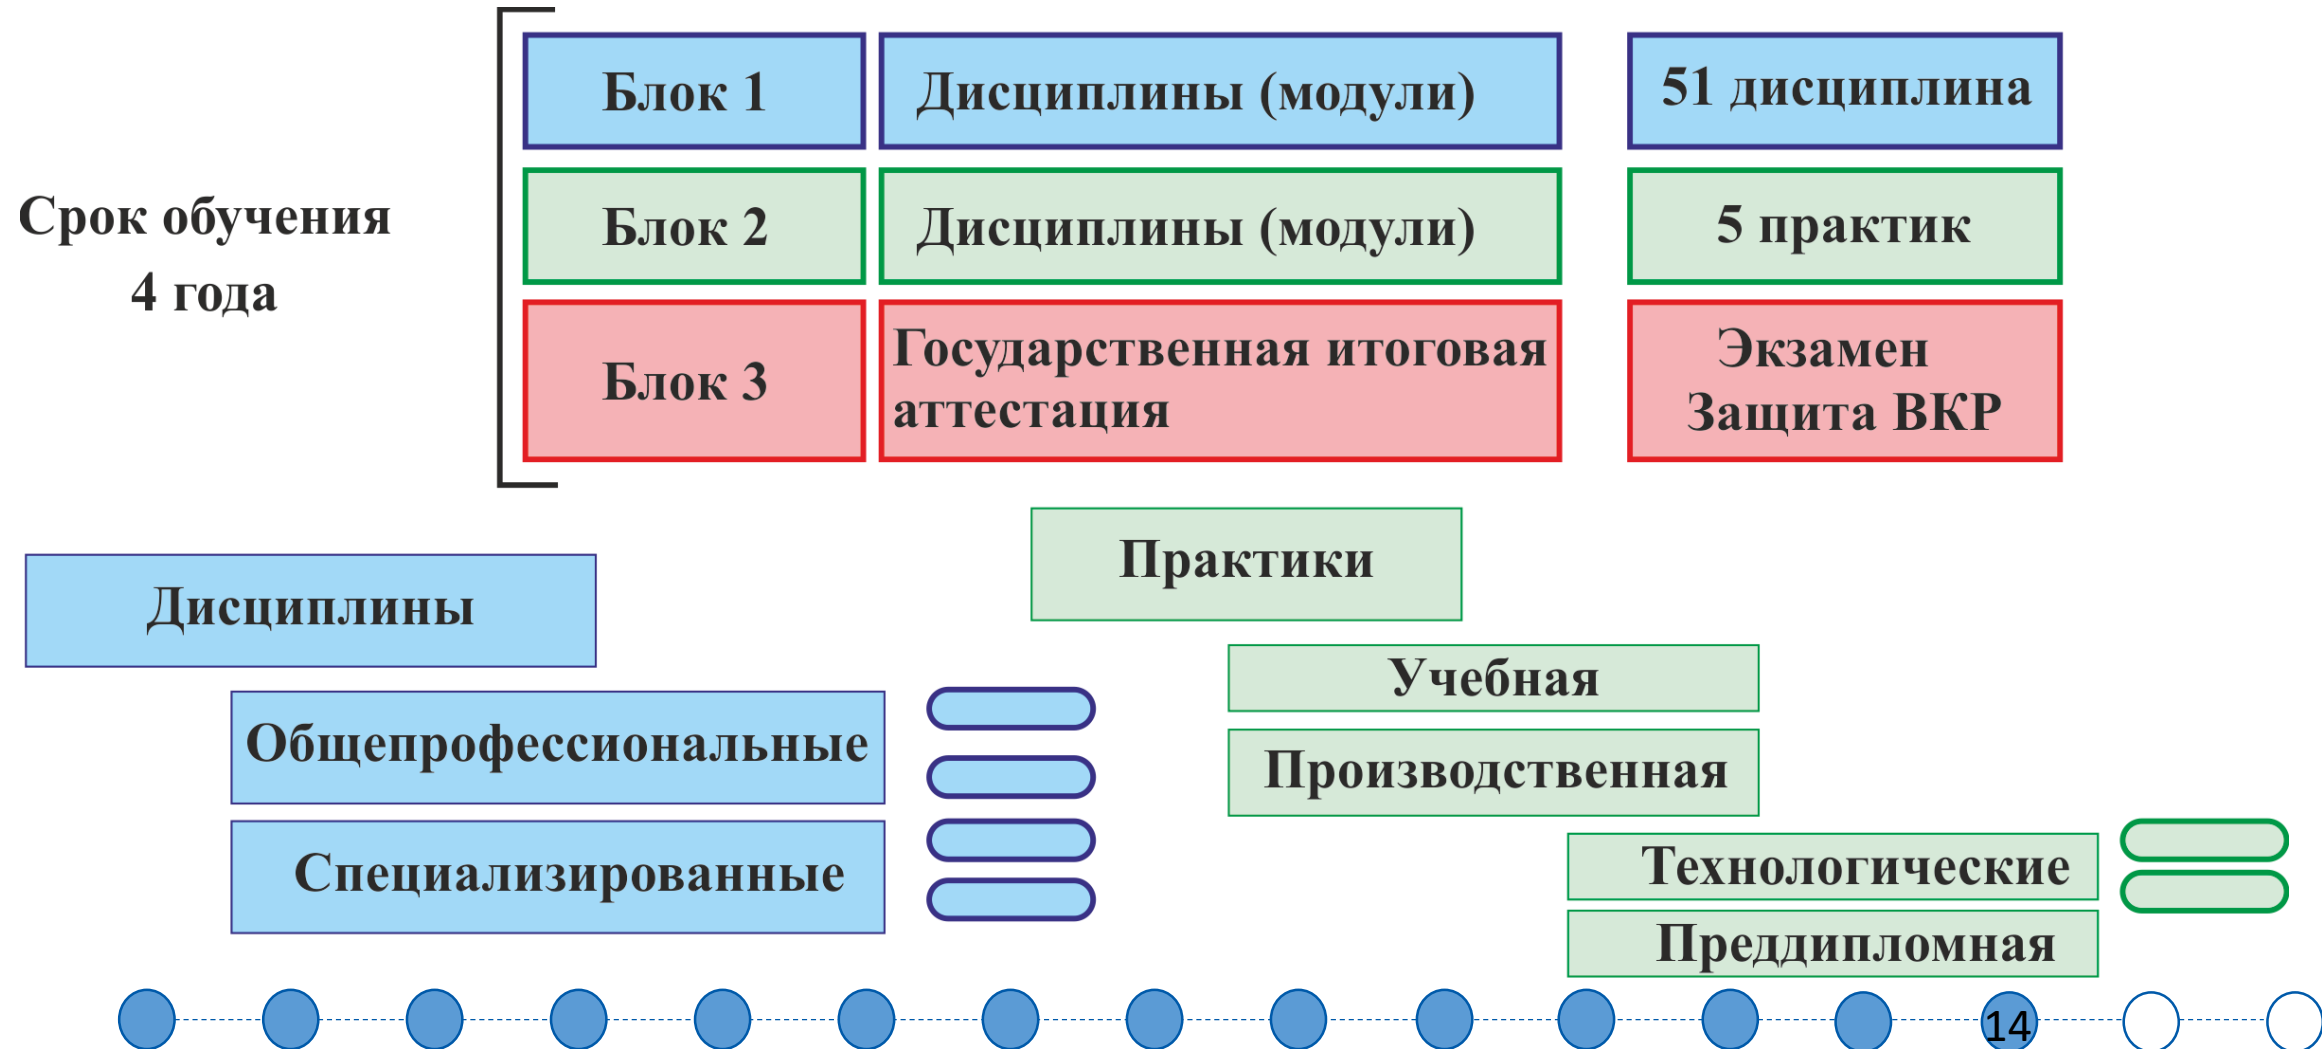 Срок обучения
4 года
Блок 1
Дисциплины (модули)
51 дисциплина
Блок 2
Дисциплины (модули)
5 практик
Блок 3
Государственная итоговая
аттестация
Экзамен
Защита ВКР
Дисциплины
Общепрофессиональные
Специализированные
Практики
Учебная
Производственная
Технологические
Преддипломная
14